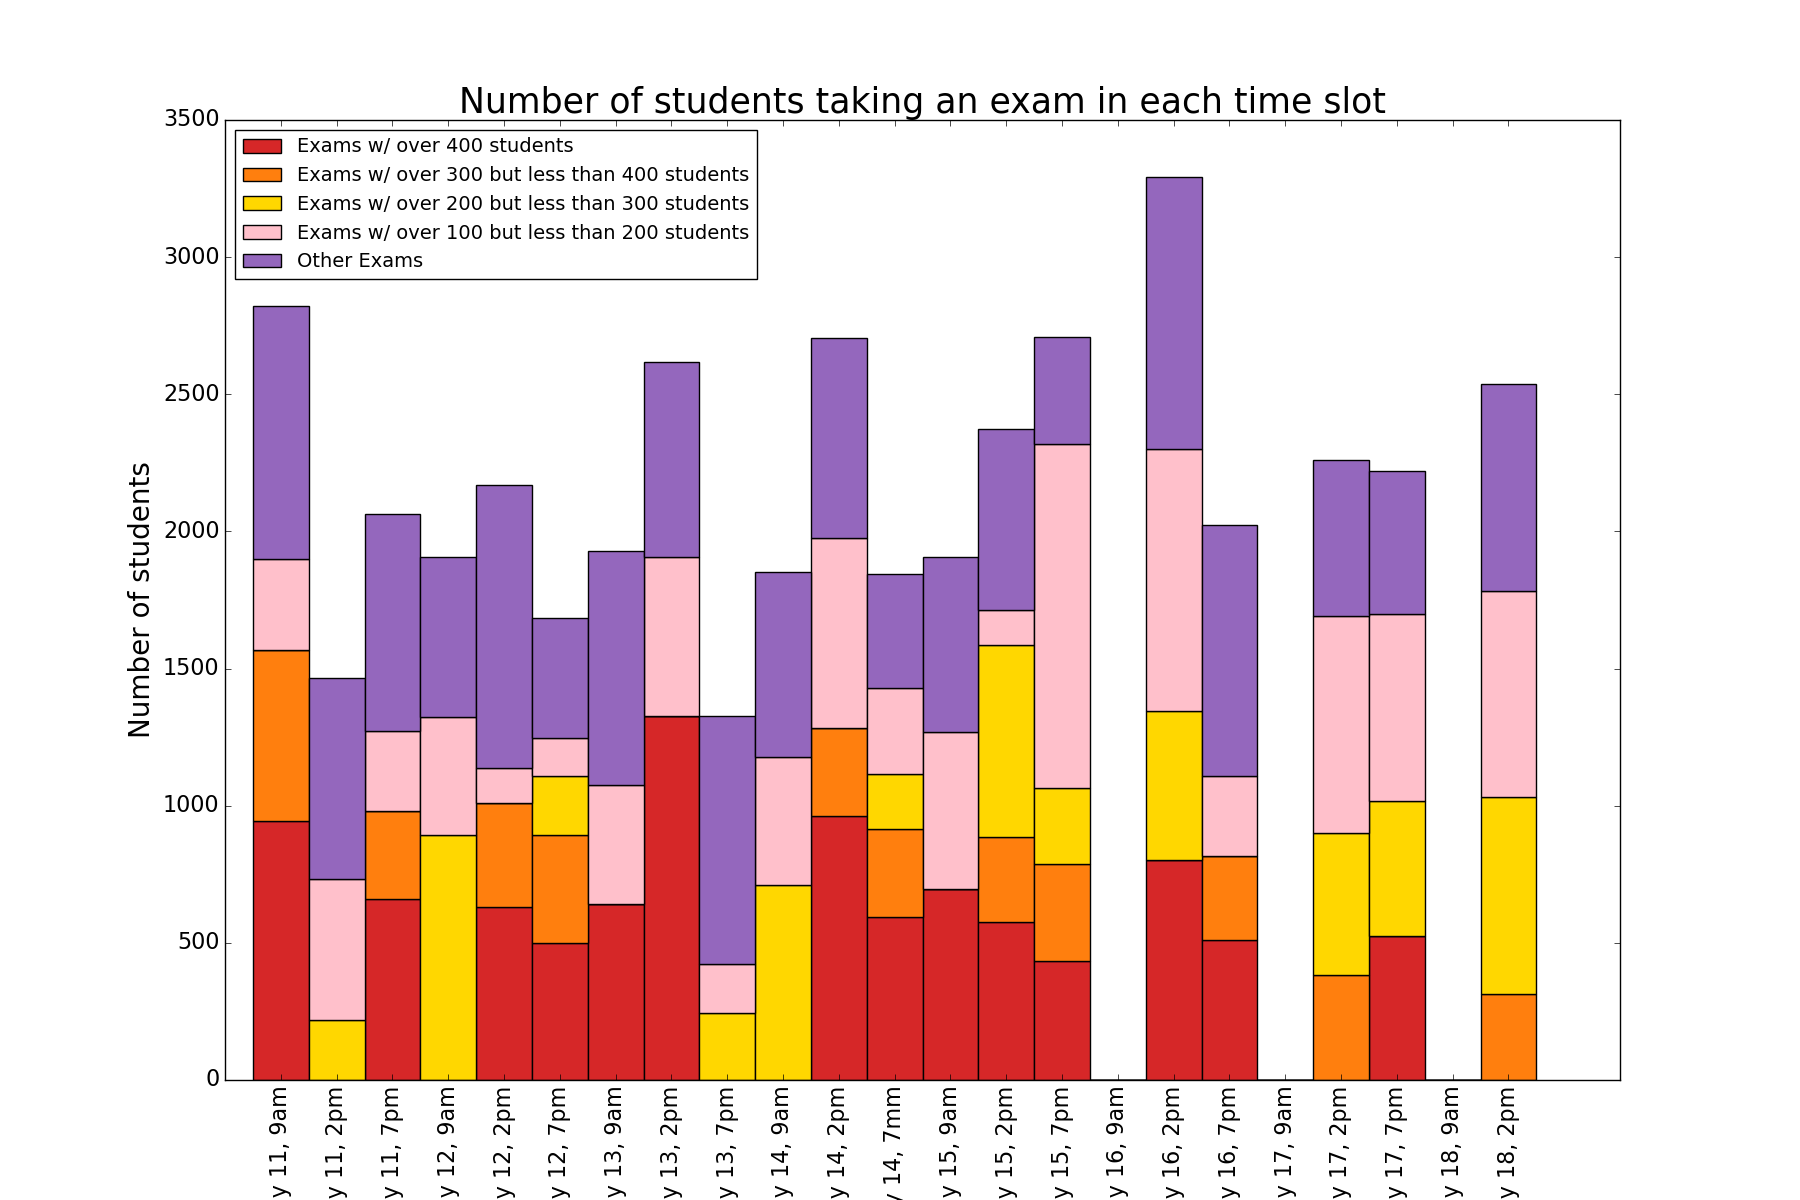 Number of students taking an exam in each time slot
3500
3000
2500
2000
1500
1000
500
0
Number of students
Exams w/ over 400 students
Exams w/ over 300 but less than 400 students
Exams w/ over 200 but less than 300 students
Exams w/ over 100 but less than 200 students
Other Exams
y 11, 9am
y 11, 2pm
y 11, 7pm
y 12, 9am
y 12, 2pm
y 12, 7pm
y 13, 9am
y 13, 2pm
y 13, 7pm
y 14, 9am
y 14, 2pm
y 14, 7mm
y 15, 9am
y 15, 2pm
y 15, 7pm
y 16, 9am
y 16, 2pm
y 16, 7pm
y 17, 9am
y 17, 2pm
y 17, 7pm
y 18, 9am
y 18, 2pm